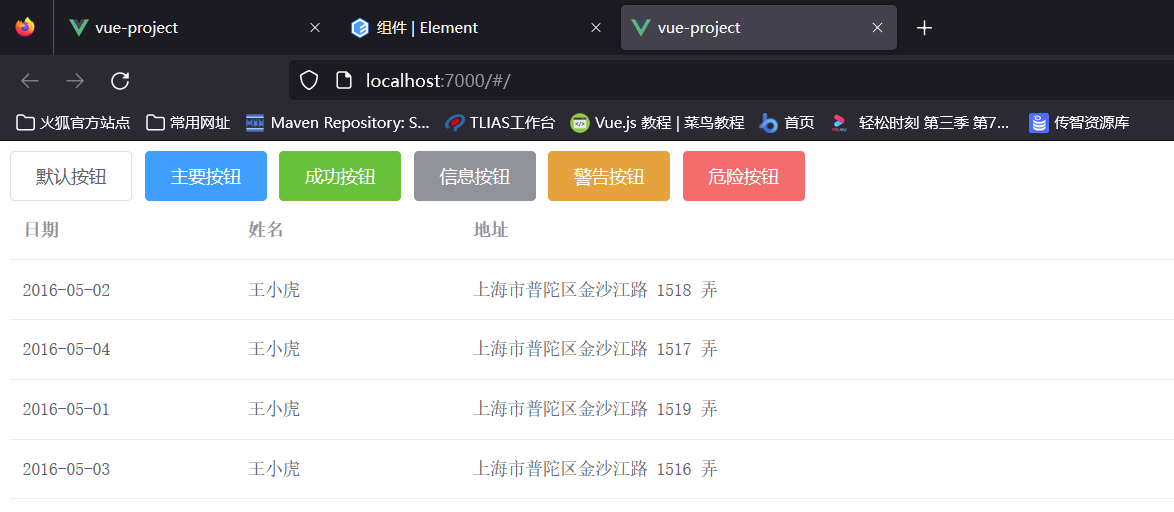 vue-project 组件 | Element vue-project
localhost:7000/#/
火狐官方站点 常用网址 Maven Repository: S... TLIAS工作台 Vue.js 教程 | 菜鸟教程 首页 轻松时刻 第三季 第7... 传智资源库
默认按钮 主要按钮 成功按钮 信息按钮 警告按钮 危险按钮
日期 姓名 地址
2016-05-02 王小虎 上海市普陀区金沙江路 1518 弄
2016-05-04 王小虎 上海市普陀区金沙江路 1517 弄
2016-05-01 王小虎 上海市普陀区金沙江路 1519 弄
2016-05-03 王小虎 上海市普陀区金沙江路 1516 弄